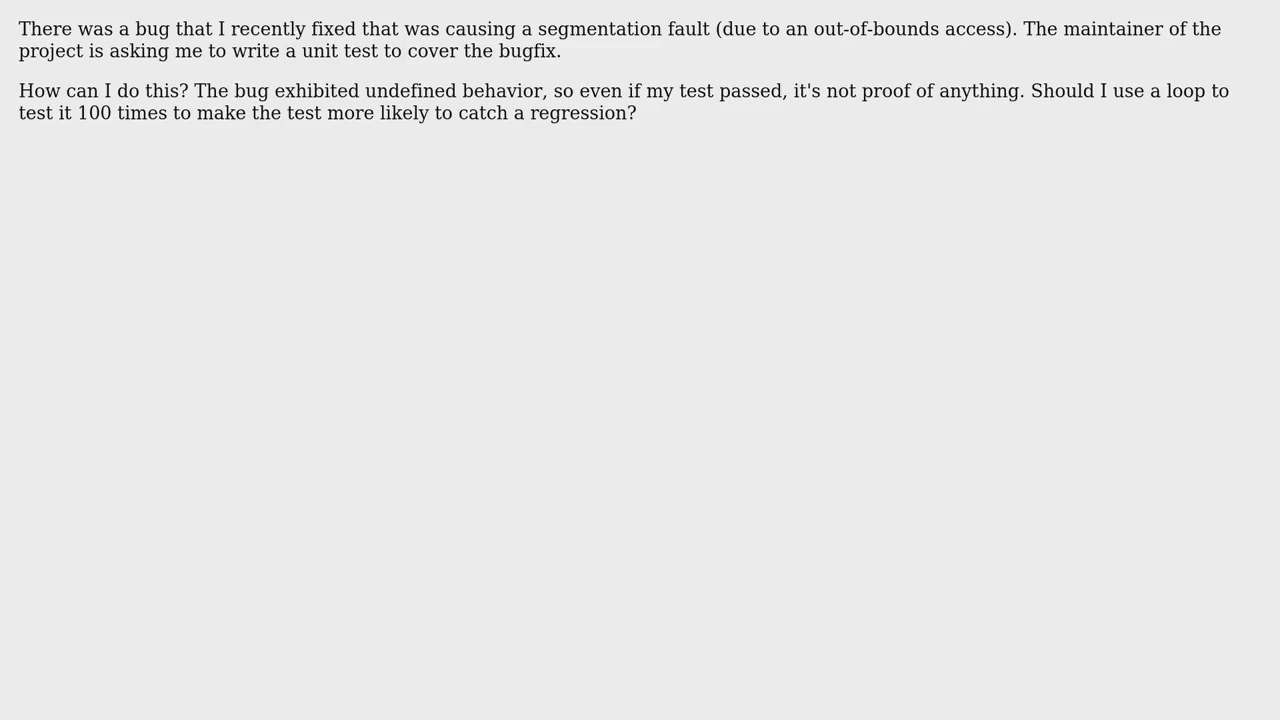 There was a bug that I recently fixed that was causing a segmentation fault (due to an out-of-bounds access). The maintainer of the
project is asking me to write a unit test to cover the bugfix.
How can I do this? The bug exhibited undefined behavior, so even if my test passed, it's not proof of anything. Should I use a loop to
test it 100 times to make the test more likely to catch a regression?